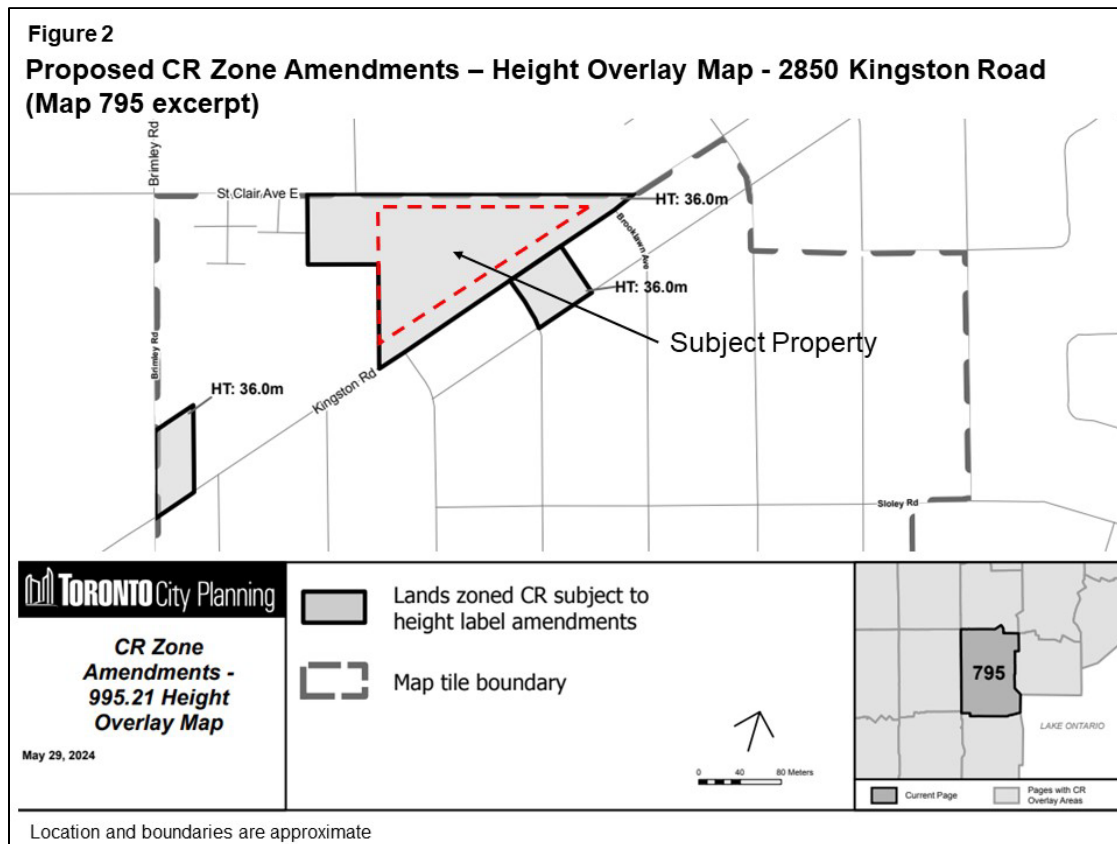 Figure 2
Proposed CR Zone Amendments – Height Overlay Map - 2850 Kingston Road
(Map 795 excerpt)
Brimley Rd
St Clair Ave E
HT: 36.0m
Brooklawn Ave
HT: 36.0m
Subject Property
Brimley Rd
HT: 36.0m
Kingston Rd
Sloley Rd
TORONTO City Planning
CR Zone
Amendments -
995.21 Height
Overlay Map
May 29, 2024
Lands zoned CR subject to
height label amendments
Map tile boundary
0 40 80 Meters
795
LAKE ONTARIO
Current Page
Pages with CR
Overlay Areas
Location and boundaries are approximate